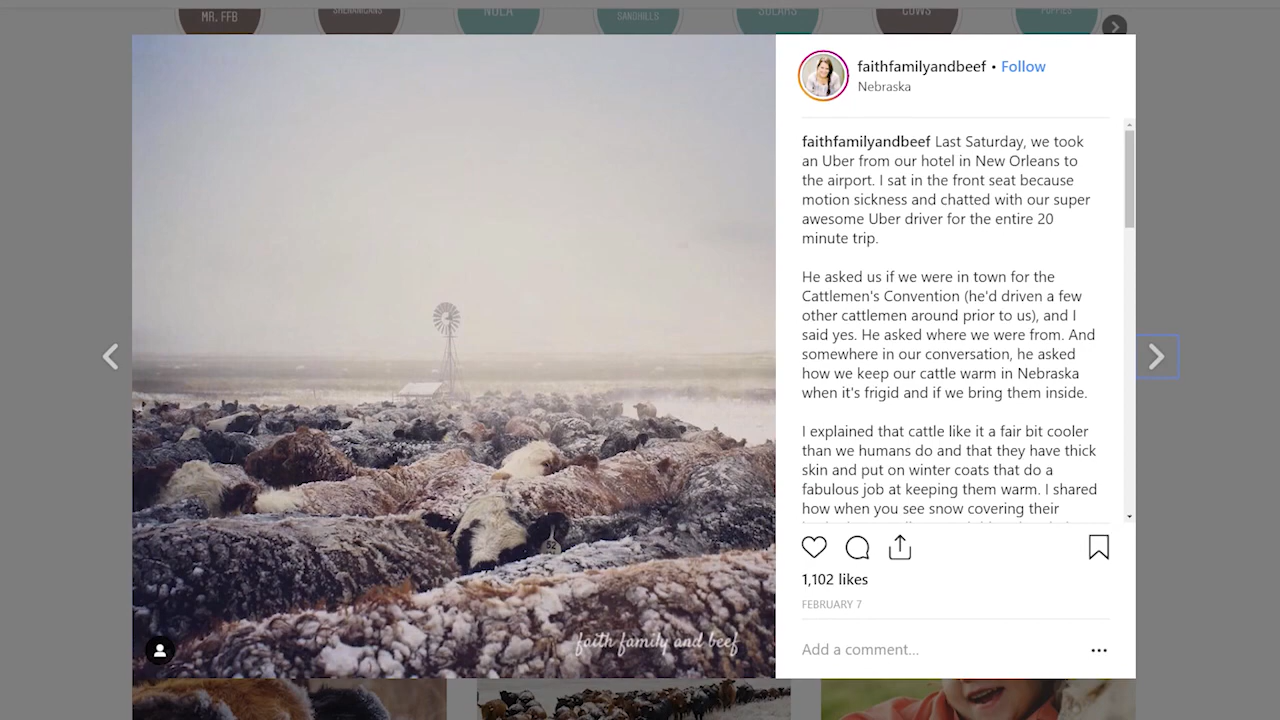 MR. FFB
SHENANIGANS
NOLA
SANDHILLS
SOLARS
COWS
PUPPIES
faithfamilyandbeef • Follow
Nebraska
faithfamilyandbeef Last Saturday, we took
an Uber from our hotel in New Orleans to
the airport. I sat in the front seat because
motion sickness and chatted with our super
awesome Uber driver for the entire 20
minute trip.
He asked us if we were in town for the
Cattlemen's Convention (he'd driven a few
other cattlemen around prior to us), and I
said yes. He asked where we were from. And
somewhere in our conversation, he asked
how we keep our cattle warm in Nebraska
when it's frigid and if we bring them inside.
I explained that cattle like it a fair bit cooler
than we humans do and that they have thick
skin and put on winter coats that do a
fabulous job at keeping them warm. I shared
how when you see snow covering their
52
faith family and beef
1,102 likes
FEBRUARY 7
Add a comment...